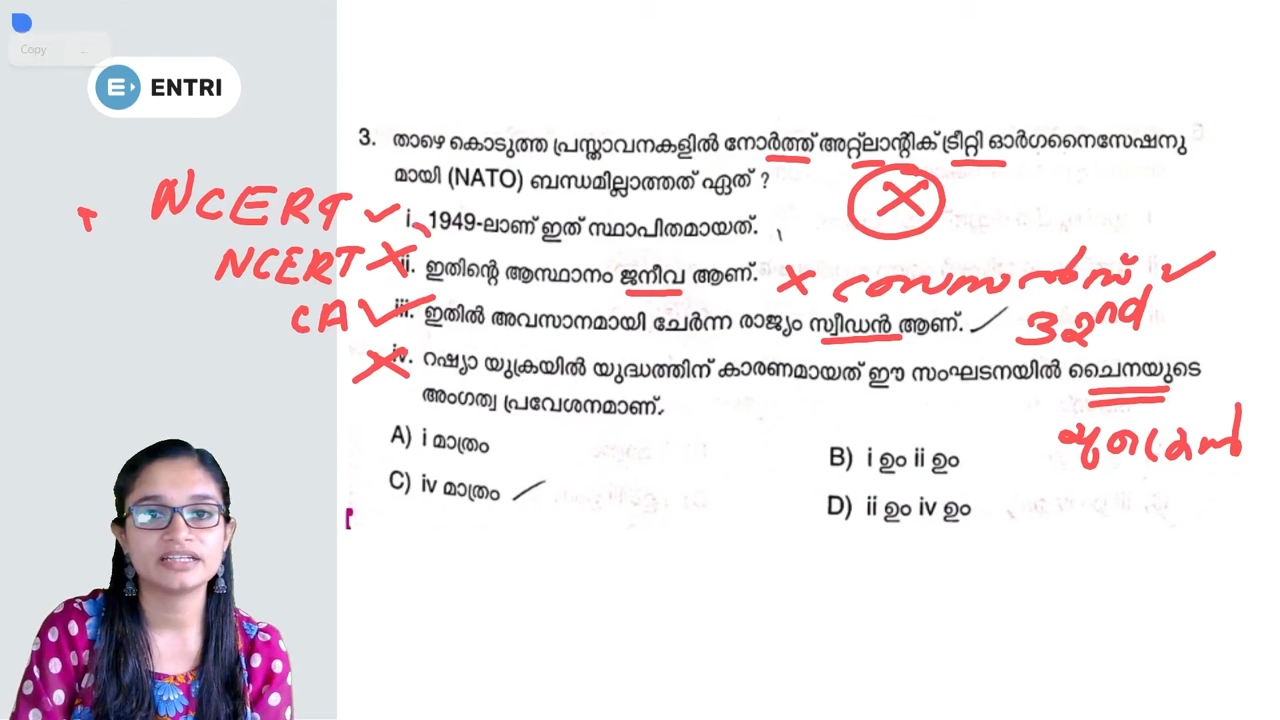 Copy
ENTRI
3. താഴെ കൊടുത്ത പ്രസ്താവനകളിൽ നോർത്ത് അറ്റ്ലാന്റിക് ട്രീറ്റി ഓർഗനൈസേഷനു
മായി (NATO) ബന്ധമില്ലാത്തത് ഏത് ?
NCERT i. 1949-ലാണ് ഇത് സ്ഥാപിതമായത്.
NCERT ii. ഇതിന്റെ ആസ്ഥാനം ജനീവ ആണ്.
CA iii. ഇതിൽ അവസാനമായി ചേർന്ന രാജ്യം സ്വീഡൻ ആണ്. 32nd
iv. റഷ്യാ യുക്രയിൽ യുദ്ധത്തിന് കാരണമായത് ഈ സംഘടനയിൽ ചൈനയുടെ
അംഗത്വ പ്രവേശനമാണ്.
A) i മാത്രം
B) i ഉം ii ഉം
C) iv മാത്രം
D) ii ഉം iv ഉം